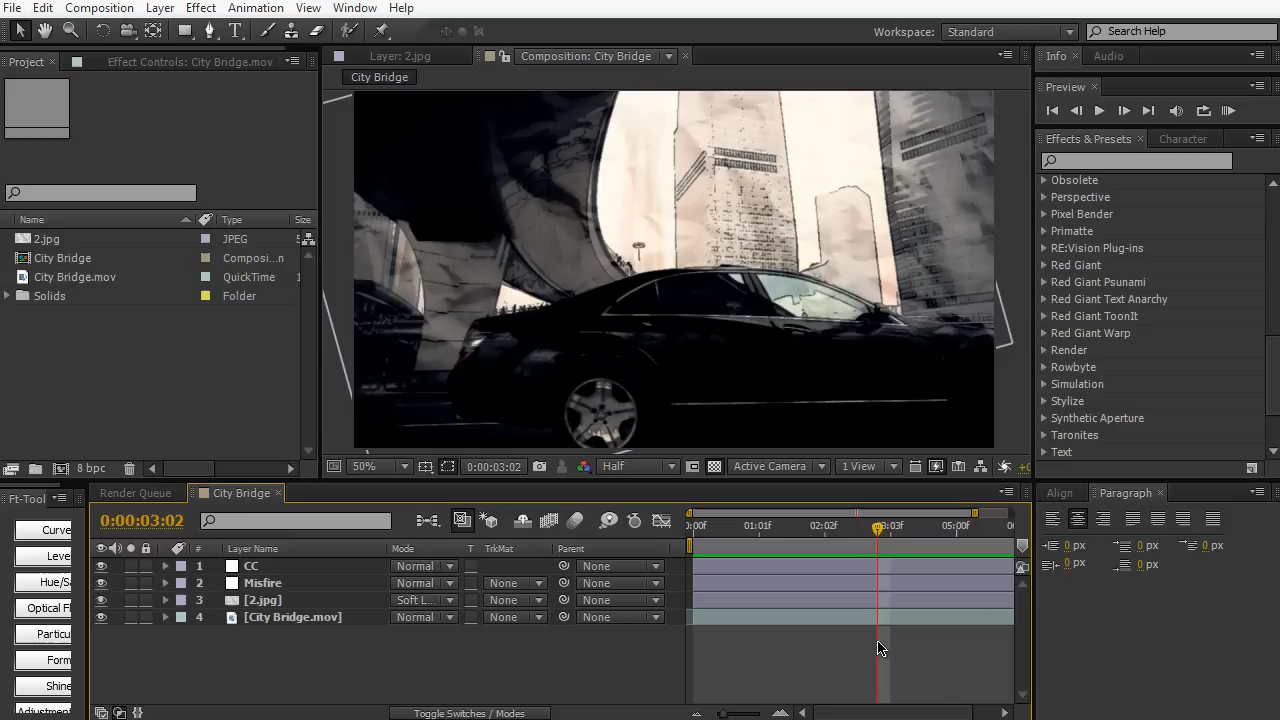 File Edit Composition Layer Effect Animation View Window Help
Workspace: Standard Search Help
Project × Effect Controls: City Bridge.mov
Layer: 2.jpg Composition: City Bridge ×
Info × Audio
City Bridge
Preview ×
Effects & Presets × Character
Obsolete
Perspective
Pixel Bender
Primatte
RE:Vision Plug-ins
Red Giant
Red Giant Psunami
Red Giant Text Anarchy
Red Giant ToonIt
Red Giant Warp
Render
Rowbyte
Simulation
Stylize
Synthetic Aperture
Taronites
Text
Name Type Size
2.jpg JPEG
City Bridge Composi...n
City Bridge.mov QuickTime
Solids Folder
8 bpc
50% 0:00:03:02 Half Active Camera 1 View
Ft-Tool
Render Queue City Bridge ×
Align Paragraph ×
0:00:03:02
:00f 01:01f 02:02f 3:03f 05:00f
# Layer Name Mode T TrkMat Parent
1 CC Normal None
2 Misfire Normal None None
3 [2.jpg] Soft L... None None
4 [City Bridge.mov] Normal None None
Toggle Switches / Modes
Curve
Leve
Hue/Sa
Optical Fl
Particu
Form
Shine
Adjustment
0 px 0 px 0 px
0 px 0 px